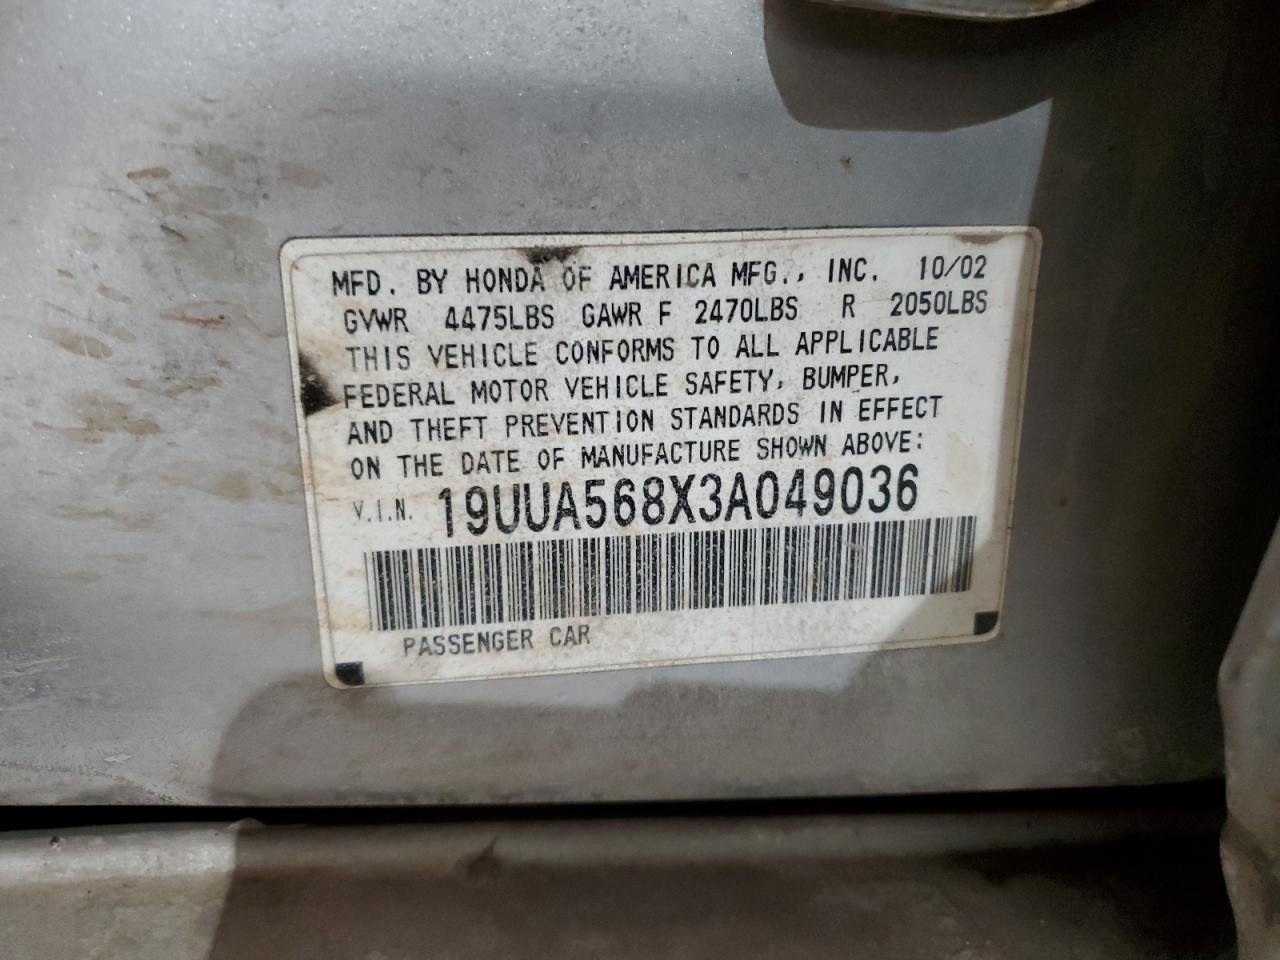 MFD. BY HONDA OF AMERICA MFG., INC. 10/02
GVWR 4475LBS GAWR F 2470LBS R 2050LBS
THIS VEHICLE CONFORMS TO ALL APPLICABLE
FEDERAL MOTOR VEHICLE SAFETY, BUMPER,
AND THEFT PREVENTION STANDARDS IN EFFECT
ON THE DATE OF MANUFACTURE SHOWN ABOVE:
V.I.N. 19UUA568X3A049036
PASSENGER CAR